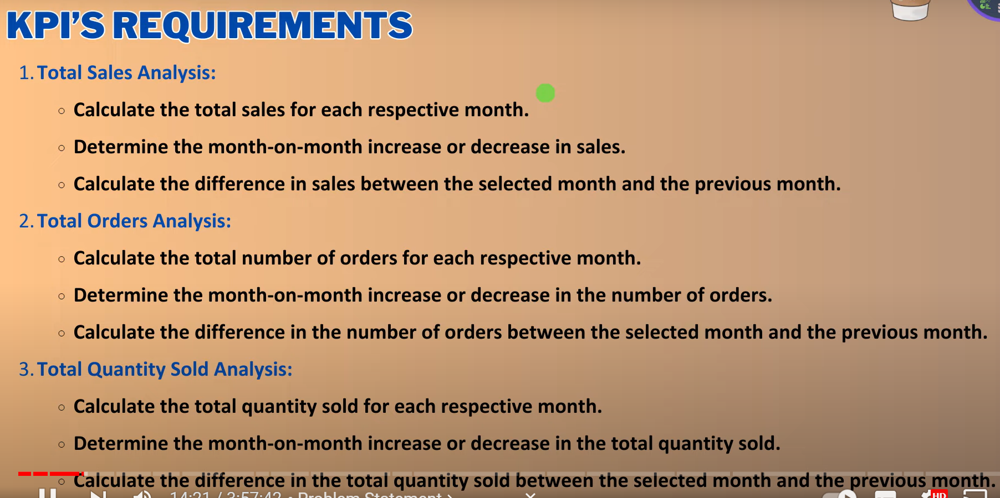 KPI'S REQUIREMENTS
1. Total Sales Analysis:
Calculate the total sales for each respective month.
Determine the month-on-month increase or decrease in sales.
Calculate the difference in sales between the selected month and the previous month.
2. Total Orders Analysis:
Calculate the total number of orders for each respective month.
Determine the month-on-month increase or decrease in the number of orders.
Calculate the difference in the number of orders between the selected month and the previous month.
3. Total Quantity Sold Analysis:
Calculate the total quantity sold for each respective month.
Determine the month-on-month increase or decrease in the total quantity sold.
Calculate the difference in the total quantity sold between the selected month and the previous month.
14:21 / 3:57:42 • Problem Statement ›
HD